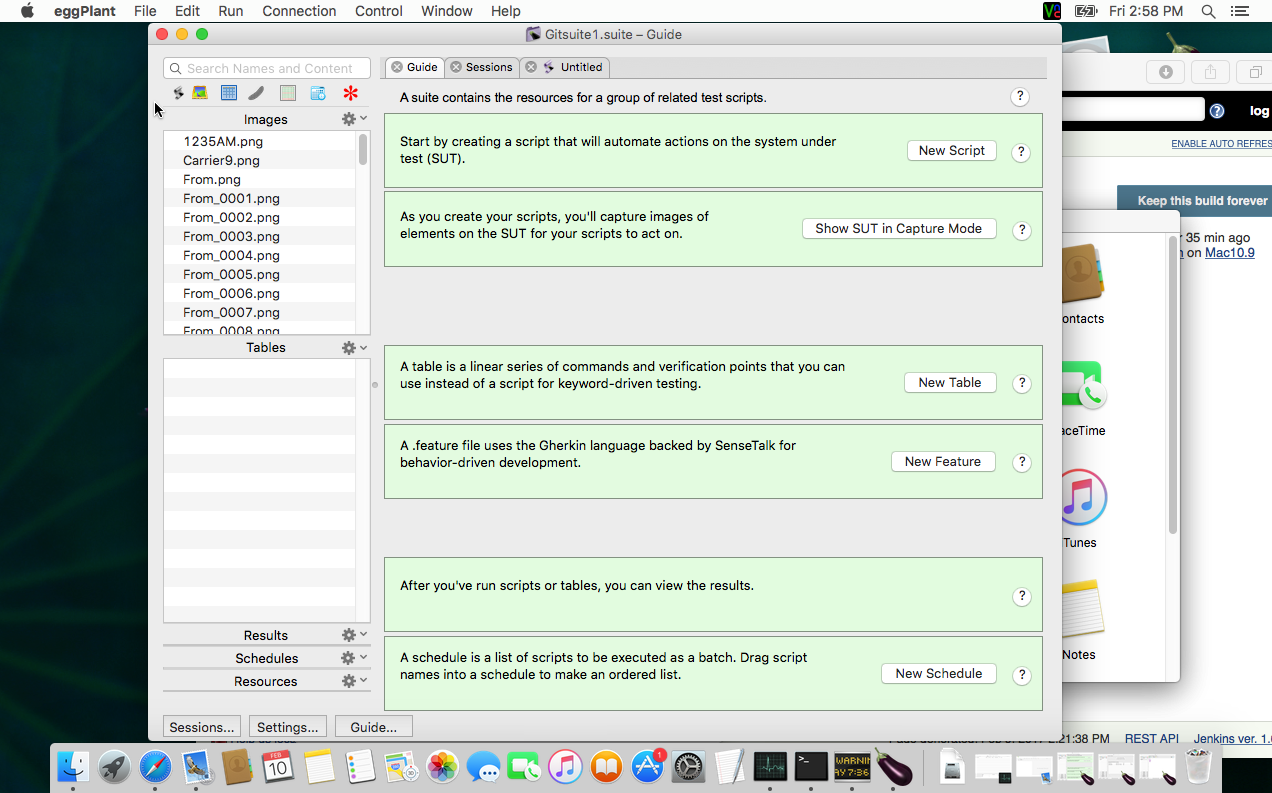 eggPlant File Edit Run Connection Control Window Help
Fri 2:58 PM
Gitsuite1.suite – Guide
Search Names and Content
Guide
Sessions
Untitled
A suite contains the resources for a group of related test scripts.
?
Images
1235AM.png
Carrier9.png
From.png
From_0001.png
From_0002.png
From_0003.png
From_0004.png
From_0005.png
From_0006.png
From_0007.png
From_0008.png
Start by creating a script that will automate actions on the system under
test (SUT).
New Script
?
As you create your scripts, you'll capture images of
elements on the SUT for your scripts to act on.
Show SUT in Capture Mode
?
Tables
A table is a linear series of commands and verification points that you can
use instead of a script for keyword-driven testing.
New Table
?
A .feature file uses the Gherkin language backed by SenseTalk for
behavior-driven development.
New Feature
?
After you've run scripts or tables, you can view the results.
?
Results
Schedules
Resources
A schedule is a list of scripts to be executed as a batch. Drag script
names into a schedule to make an ordered list.
New Schedule
?
Sessions...
Settings...
Guide...
?
log
ENABLE AUTO REFRES
Keep this build forever
35 min ago
on Mac10.9
ontacts
aceTime
Tunes
Notes
2:21:38 PM
REST API
Jenkins ver. 1.
FEB
10
1
WARNIN
AY 7:36